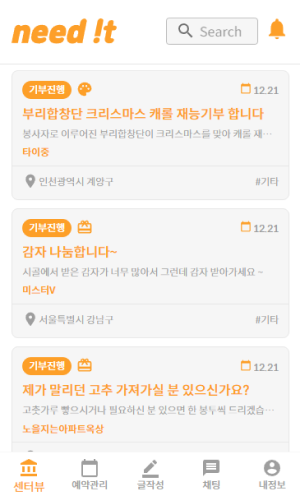 need !t
Search
기부진행
12.21
부리합창단 크리스마스 캐롤 재능기부 합니다
봉사자로 이루어진 부리합창단이 크리스마스를 맞아 캐롤 재…
타이중
인천광역시 계양구
#기타
기부진행
12.21
감자 나눔합니다~
시골에서 받은 감자가 너무 많아서 그런데 감자 받아가세요 ~
미스터V
서울특별시 강남구
#기타
기부진행
12.21
제가 말리던 고추 가져가실 분 있으신가요?
고춧가루 빻으시거나 필요하신 분 있으면 한 봉투씩 드리겠습…
노을지는아파트옥상
센터뷰
예약관리
글작성
채팅
내정보